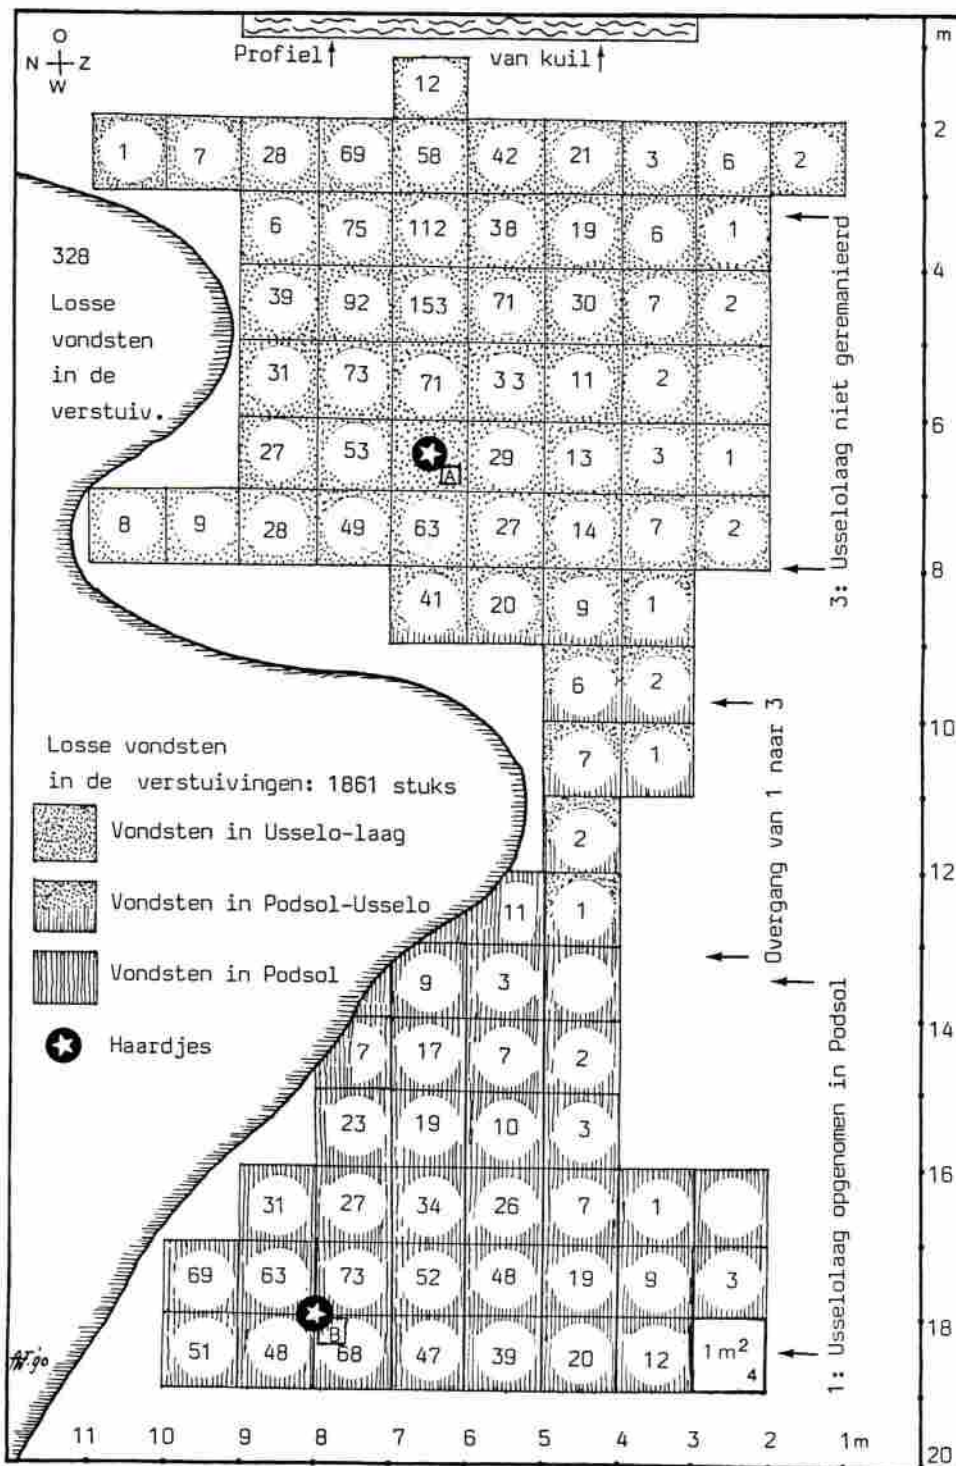 Profiel
van kuil
m
O
N
Z
W
12
1 7 28 69 58 42 21 3 6 2
2
6 75 112 38 19 6 1
328
Losse
vondsten
in de
verstuiv.
39 92 153 71 30 7 2
4
31 73 71 33 11 2
27 53 29 13 3 1
6
A
8 9 28 49 63 27 14 7 2
3: Usselolaag niet geremanieerd
41 20 9 1
8
6 2
Overgang van 1 naar 3
7 1
10
Losse vondsten
in de verstuivingen: 1861 stuks
Vondsten in Usselo-laag
2
Vondsten in Podsol-Usselo
11 1
12
Vondsten in Podsol
9 3
Haardjes
7 17 7 2
14
23 19 10 3
1: Usselolaag opgenomen in Podsol
31 27 34 26 7 1
16
69 63 73 52 48 19 9 3
B
51 48 68 47 39 20 12 1 m²
4
18
11 10 9 8 7 6 5 4 3 2 1m
20